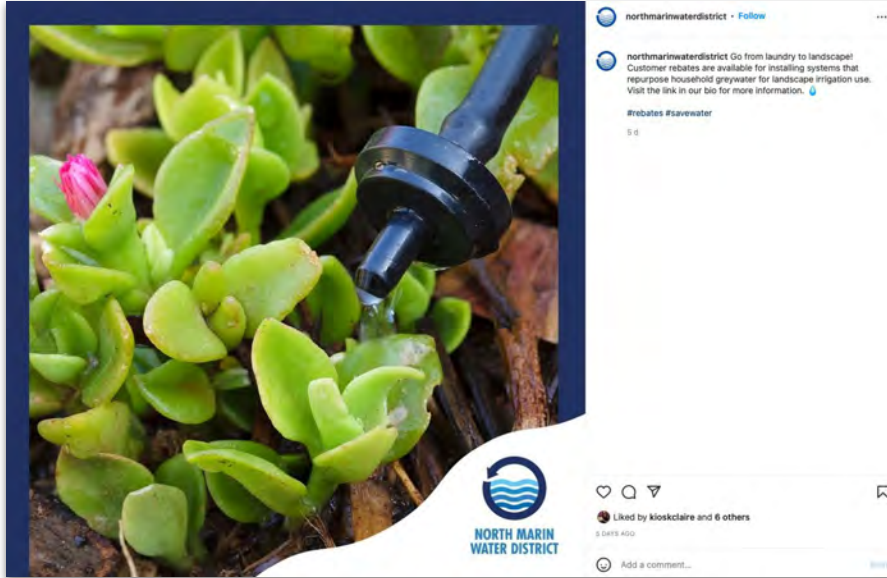 northmarinwaterdistrict • Follow
northmarinwaterdistrict Go from laundry to landscape!
Customer rebates are available for installing systems that
repurpose household greywater for landscape irrigation use.
Visit the link in our bio for more information. 💧
#rebates #savewater
5 d
NORTH MARIN
WATER DISTRICT
Liked by kioskclaire and 6 others
5 DAYS AGO
Add a comment...